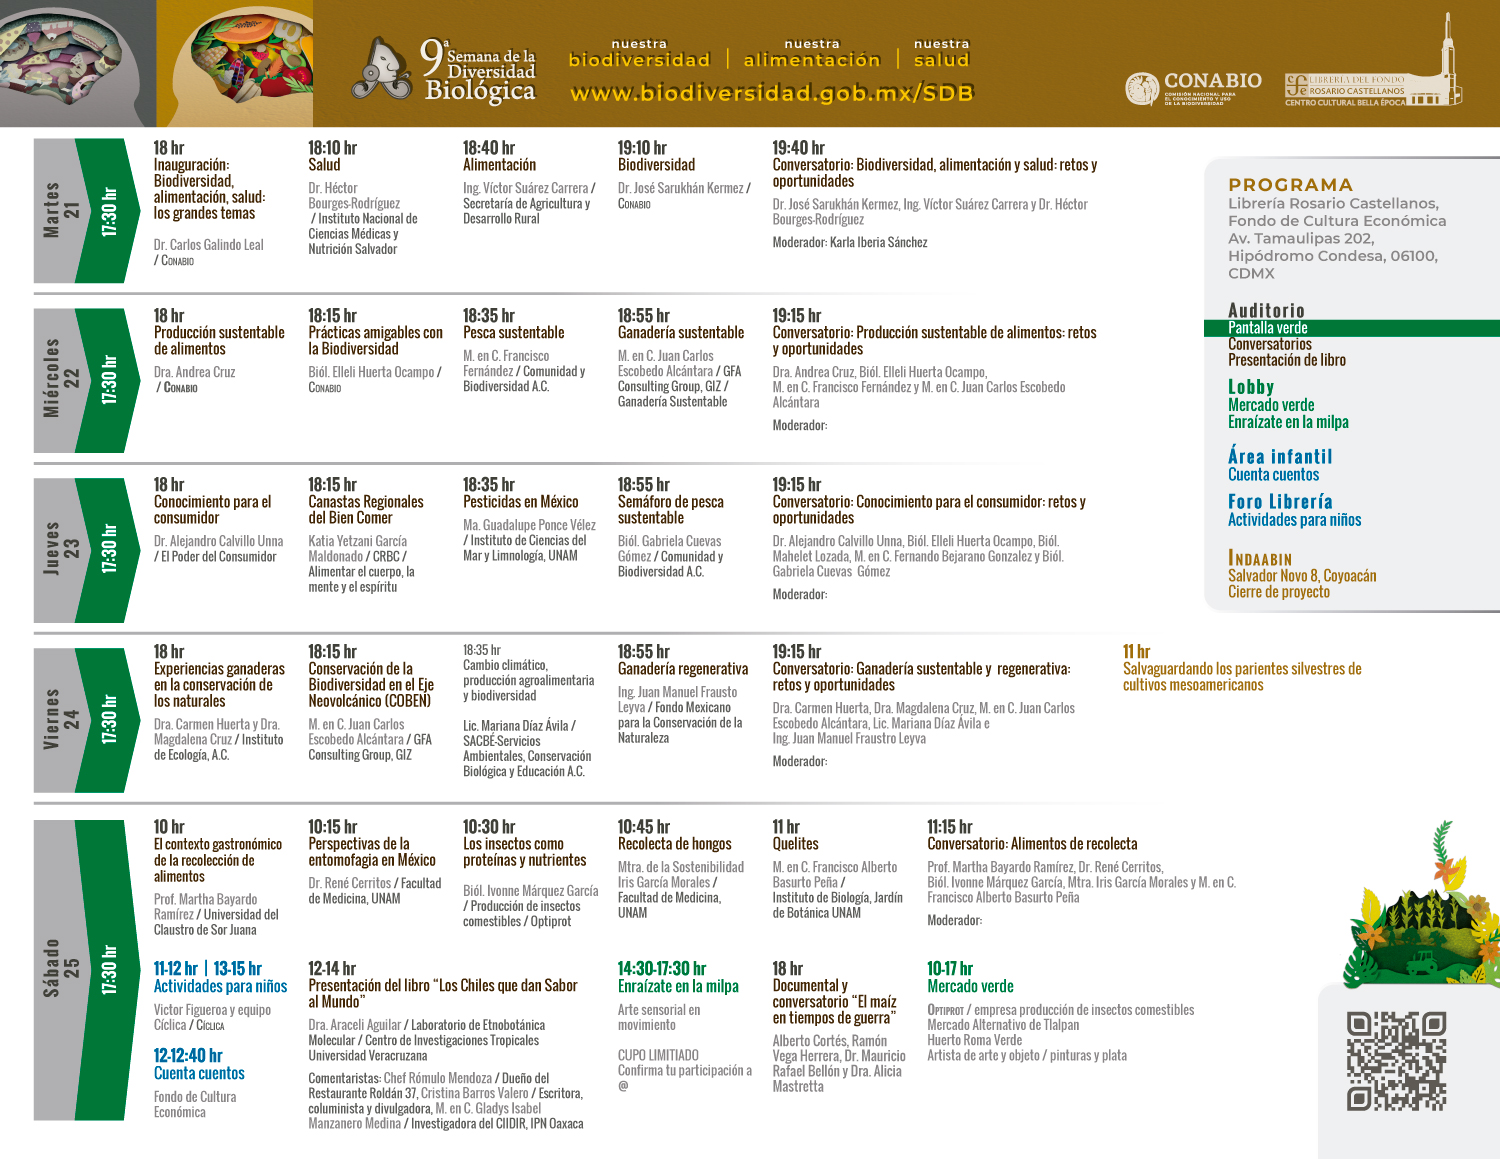 9ª Semana de la
Diversidad
Biológica
nuestra
biodiversidad
nuestra
alimentación
nuestra
salud
www.biodiversidad.gob.mx/SDB
CONABIO
COMISIÓN NACIONAL PARA
EL CONOCIMIENTO Y USO
DE LA BIODIVERSIDAD
cfe
LIBRERÍA DEL FONDO
ROSARIO CASTELLANOS
CENTRO CULTURAL BELLA ÉPOCA
Martes
21
17:30 hr
18 hr
Inauguración:
Biodiversidad,
alimentación, salud:
los grandes temas
Dr. Carlos Galindo Leal
/ CONABIO
18:10 hr
Salud
Dr. Héctor
Bourges-Rodríguez
/ Instituto Nacional de
Ciencias Médicas y
Nutrición Salvador
18:40 hr
Alimentación
Ing. Víctor Suárez Carrera /
Secretaría de Agricultura y
Desarrollo Rural
19:10 hr
Biodiversidad
Dr. José Sarukhán Kermez /
CONABIO
19:40 hr
Conversatorio: Biodiversidad, alimentación y salud: retos y
oportunidades
Dr. José Sarukhán Kermez, Ing. Víctor Suárez Carrera y Dr. Héctor
Bourges-Rodríguez
Moderador: Karla Iberia Sánchez
Miércoles
22
17:30 hr
18 hr
Producción sustentable
de alimentos
Dra. Andrea Cruz
/ CONABIO
18:15 hr
Prácticas amigables con
la Biodiversidad
Biól. Elleli Huerta Ocampo /
CONABIO
18:35 hr
Pesca sustentable
M. en C. Francisco
Fernández / Comunidad y
Biodiversidad A.C.
18:55 hr
Ganadería sustentable
M. en C. Juan Carlos
Escobedo Alcántara / GFA
Consulting Group, GIZ /
Ganadería Sustentable
19:15 hr
Conversatorio: Producción sustentable de alimentos: retos
y oportunidades
Dra. Andrea Cruz, Biól. Elleli Huerta Ocampo,
M. en C. Francisco Fernández y M. en C. Juan Carlos Escobedo
Alcántara
Moderador:
Jueves
23
17:30 hr
18 hr
Conocimiento para el
consumidor
Dr. Alejandro Calvillo Unna
/ El Poder del Consumidor
18:15 hr
Canastas Regionales
del Bien Comer
Katia Yetzani García
Maldonado / CRBC /
Alimentar el cuerpo, la
mente y el espíritu
18:35 hr
Pesticidas en México
Ma. Guadalupe Ponce Vélez
/ Instituto de Ciencias del
Mar y Limnología, UNAM
18:55 hr
Semáforo de pesca
sustentable
Biól. Gabriela Cuevas
Gómez / Comunidad y
Biodiversidad A.C.
19:15 hr
Conversatorio: Conocimiento para el consumidor: retos y
oportunidades
Dr. Alejandro Calvillo Unna, Biól. Elleli Huerta Ocampo, Biól.
Mahelet Lozada, M. en C. Fernando Bejarano Gonzalez y Biól.
Gabriela Cuevas Gómez
Moderador:
Viernes
24
17:30 hr
18 hr
Experiencias ganaderas
en la conservación de
los naturales
Dra. Carmen Huerta y Dra.
Magdalena Cruz / Instituto
de Ecología, A.C.
18:15 hr
Conservación de la
Biodiversidad en el Eje
Neovolcánico (COBEN)
M. en C. Juan Carlos
Escobedo Alcántara / GFA
Consulting Group, GIZ
18:35 hr
Cambio climático,
producción agroalimentaria
y biodiversidad
Lic. Mariana Díaz Ávila /
SACBÉ-Servicios
Ambientales, Conservación
Biológica y Educación A.C.
18:55 hr
Ganadería regenerativa
Ing. Juan Manuel Frausto
Leyva / Fondo Mexicano
para la Conservación de la
Naturaleza
19:15 hr
Conversatorio: Ganadería sustentable y regenerativa:
retos y oportunidades
Dra. Carmen Huerta, Dra. Magdalena Cruz, M. en C. Juan Carlos
Escobedo Alcántara, Lic. Mariana Díaz Ávila e
Ing. Juan Manuel Fraustro Leyva
Moderador:
11 hr
Salvaguardando los parientes silvestres de
cultivos mesoamericanos
Sábado
25
17:30 hr
10 hr
El contexto gastronómico
de la recolección de
alimentos
Prof. Martha Bayardo
Ramírez / Universidad del
Claustro de Sor Juana
10:15 hr
Perspectivas de la
entomofagia en México
Dr. René Cerritos / Facultad
de Medicina, UNAM
10:30 hr
Los insectos como
proteínas y nutrientes
Biól. Ivonne Márquez García
/ Producción de insectos
comestibles / Optiprot
10:45 hr
Recolecta de hongos
Mtra. de la Sostenibilidad
Iris García Morales /
Facultad de Medicina,
UNAM
11 hr
Quelites
M. en C. Francisco Alberto
Basurto Peña /
Instituto de Biología, Jardín
de Botánica UNAM
11:15 hr
Conversatorio: Alimentos de recolecta
Prof. Martha Bayardo Ramírez, Dr. René Cerritos,
Biól. Ivonne Márquez García, Mtra. Iris García Morales y M. en C.
Francisco Alberto Basurto Peña
Moderador:
11-12 hr | 13-15 hr
Actividades para niños
Victor Figueroa y equipo
Cíclica / CÍCLICA
12-12:40 hr
Cuenta cuentos
Fondo de Cultura
Económica
12-14 hr
Presentación del libro “Los Chiles que dan Sabor
al Mundo”
Dra. Araceli Aguilar / Laboratorio de Etnobotánica
Molecular / Centro de Investigaciones Tropicales
Universidad Veracruzana
Comentaristas: Chef Rómulo Mendoza / Dueño del
Restaurante Roldán 37, Cristina Barros Valero / Escritora,
columinista y divulgadora, M. en C. Gladys Isabel
Manzanero Medina / Investigadora del CIIDIR, IPN Oaxaca
14:30-17:30 hr
Enraízate en la milpa
Arte sensorial en
movimiento
CUPO LIMITIADO
Confirma tu participación a
@
18 hr
Documental y
conversatorio “El maíz
en tiempos de guerra”
Alberto Cortés, Ramón
Vega Herrera, Dr. Mauricio
Rafael Bellón y Dra. Alicia
Mastretta
10-17 hr
Mercado verde
OPTIPROT / empresa producción de insectos comestibles
Mercado Alternativo de Tlalpan
Huerto Roma Verde
Artista de arte y objeto / pinturas y plata
PROGRAMA
Librería Rosario Castellanos,
Fondo de Cultura Económica
Av. Tamaulipas 202,
Hipódromo Condesa, 06100,
CDMX
Auditorio
Pantalla verde
Conversatorios
Presentación de libro
Lobby
Mercado verde
Enraízate en la milpa
Área infantil
Cuenta cuentos
Foro Librería
Actividades para niños
INDAABIN
Salvador Novo 8, Coyoacán
Cierre de proyecto